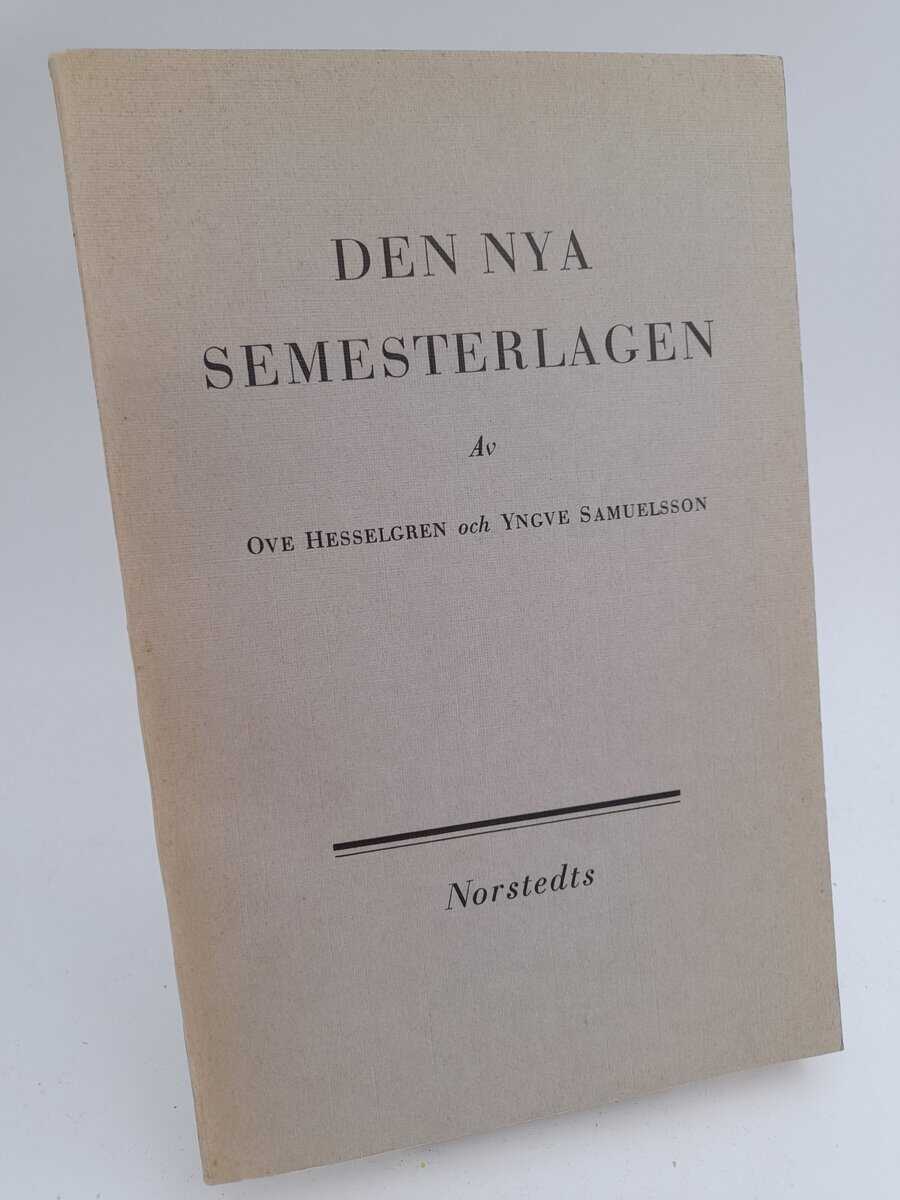 DEN NYA
SEMESTERLAGEN
Av
OVE HESSELGREN och YNGVE SAMUELSSON
Norstedts